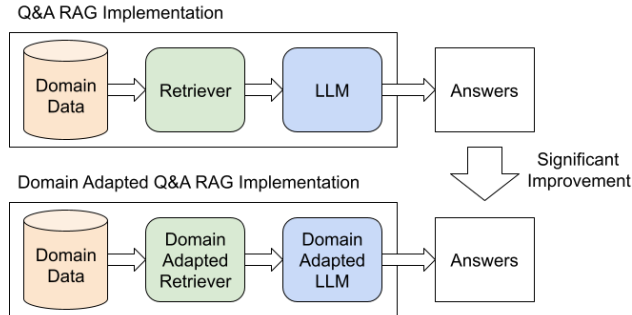 Q&A RAG Implementation
Domain
Data
Retriever
LLM
Answers
Significant
Improvement
Domain Adapted Q&A RAG Implementation
Domain
Data
Domain
Adapted
Retriever
Domain
Adapted
LLM
Answers